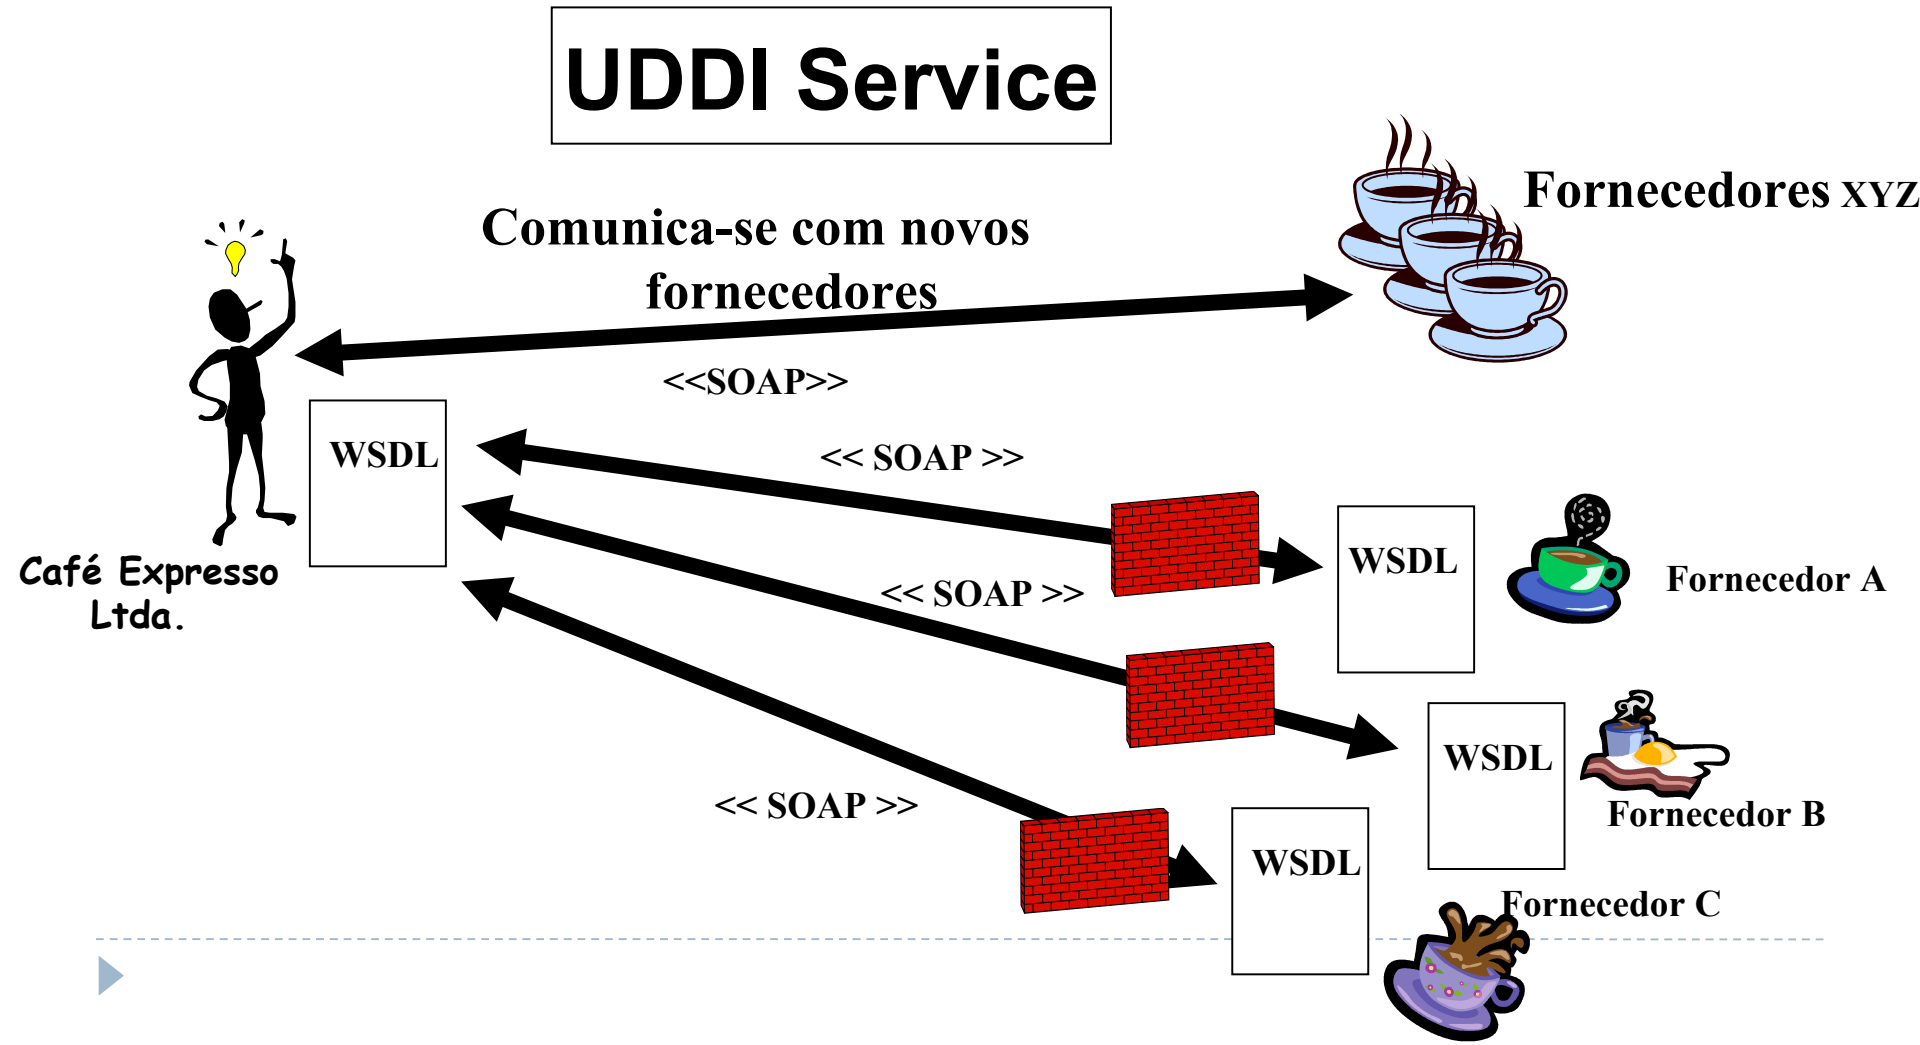 UDDI Service
Fornecedores XYZ
Comunica-se com novos
fornecedores
<<SOAP>>
WSDL
<< SOAP >>
WSDL
Fornecedor A
Café Expresso
Ltda.
<< SOAP >>
WSDL
Fornecedor B
<< SOAP >>
WSDL
Fornecedor C